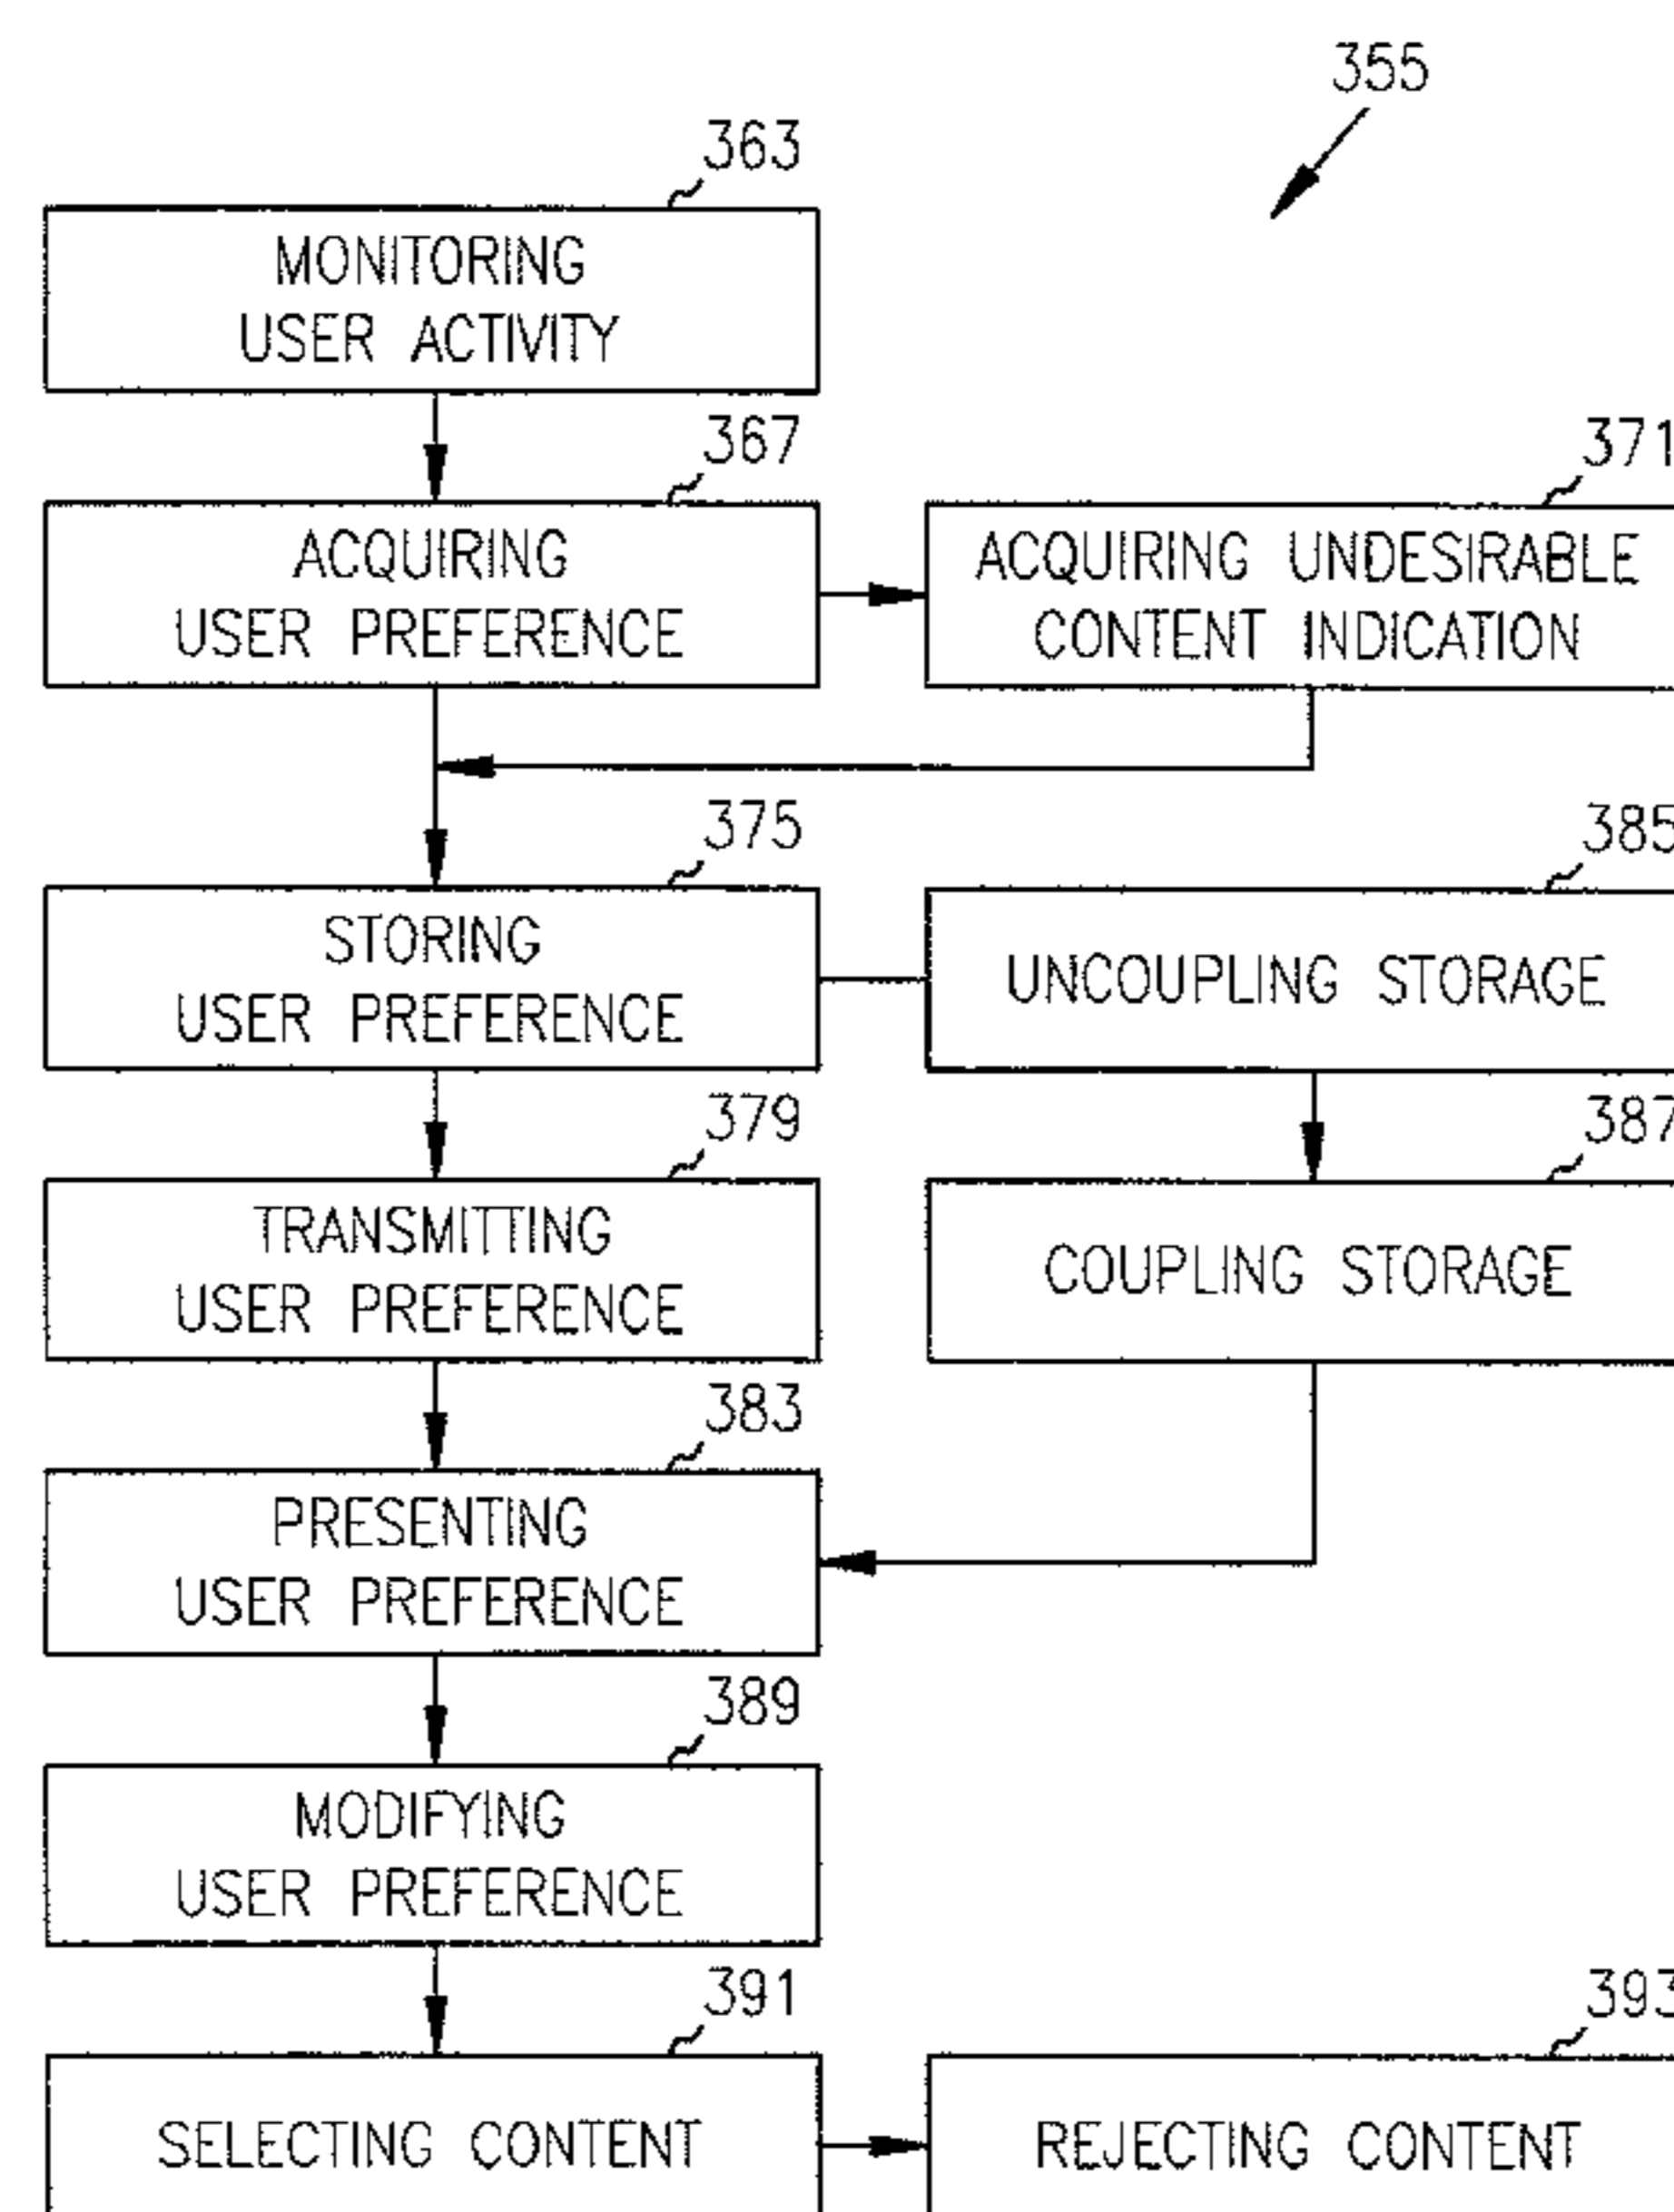 355
363
MONITORING
USER ACTIVITY
367
ACQUIRING
USER PREFERENCE
371
ACQUIRING UNDESIRABLE
CONTENT INDICATION
375
STORING
USER PREFERENCE
385
UNCOUPLING STORAGE
379
TRANSMITTING
USER PREFERENCE
387
COUPLING STORAGE
383
PRESENTING
USER PREFERENCE
389
MODIFYING
USER PREFERENCE
391
SELECTING CONTENT
393
REJECTING CONTENT